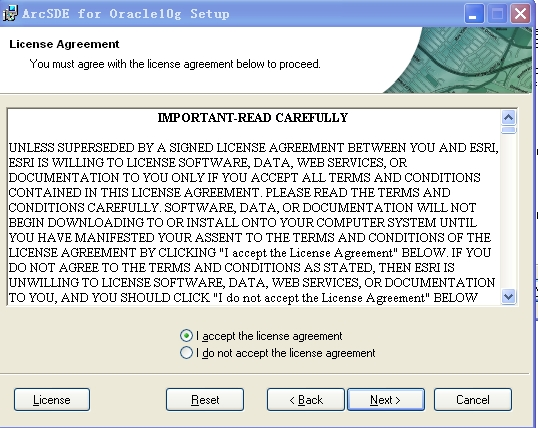 ArcSDE for Oracle10g Setup
License Agreement
You must agree with the license agreement below to proceed.
IMPORTANT-READ CAREFULLY
UNLESS SUPERSEDED BY A SIGNED LICENSE AGREEMENT BETWEEN YOU AND ESRI,
ESRI IS WILLING TO LICENSE SOFTWARE, DATA, WEB SERVICES, OR
DOCUMENTATION TO YOU ONLY IF YOU ACCEPT ALL TERMS AND CONDITIONS
CONTAINED IN THIS LICENSE AGREEMENT. PLEASE READ THE TERMS AND
CONDITIONS CAREFULLY. SOFTWARE, DATA, OR DOCUMENTATION WILL NOT
BEGIN DOWNLOADING TO OR INSTALL ONTO YOUR COMPUTER SYSTEM UNTIL
YOU HAVE MANIFESTED YOUR ASSENT TO THE TERMS AND CONDITIONS OF THE
LICENSE AGREEMENT BY CLICKING "I accept the License Agreement" BELOW. IF YOU
DO NOT AGREE TO THE TERMS AND CONDITIONS AS STATED, THEN ESRI IS
UNWILLING TO LICENSE SOFTWARE, DATA, WEB SERVICES, OR DOCUMENTATION
TO YOU, AND YOU SHOULD CLICK "I do not accept the License Agreement" BELOW
I accept the license agreement
I do not accept the license agreement
License
Reset
< Back
Next >
Cancel